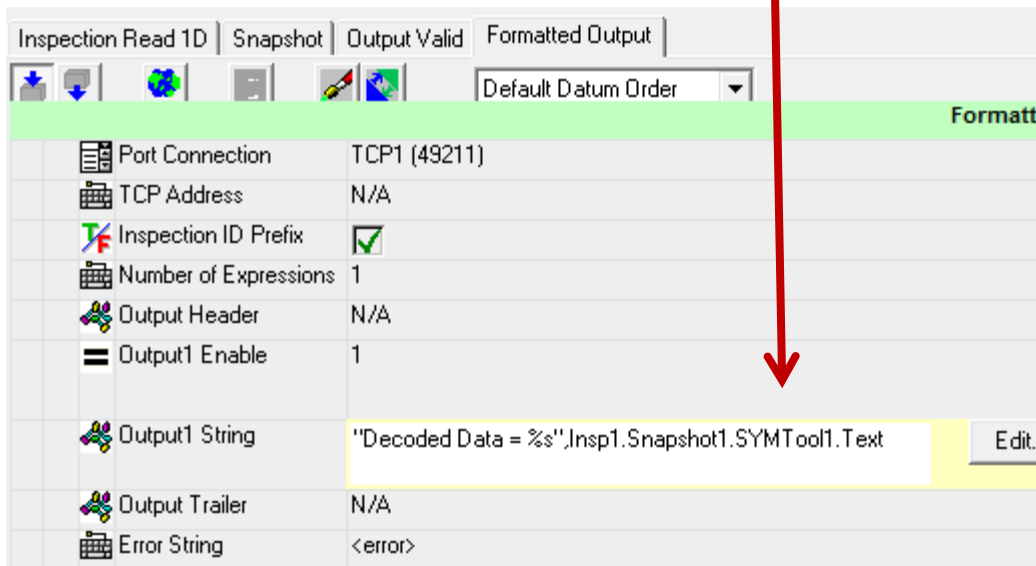 Inspection Read 1D Snapshot Output Valid Formatted Output
Default Datum Order
Formatt
Port Connection TCP1 (49211)
TCP Address N/A
Inspection ID Prefix
Number of Expressions 1
Output Header N/A
Output1 Enable 1
Output1 String "Decoded Data = %s",Insp1.Snapshot1.SYMTool1.Text Edit.
Output Trailer N/A
Error String <error>